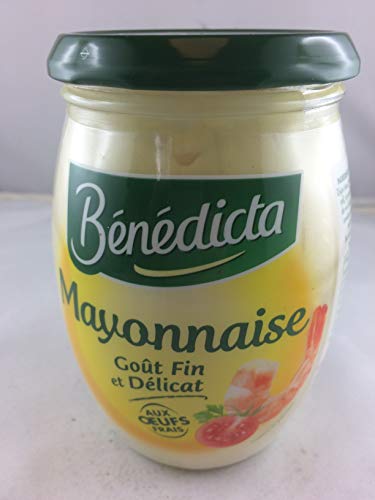 Bénédicta
Mayonnaise
Goût Fin
et Délicat
AUX
ŒUFS
FRAIS